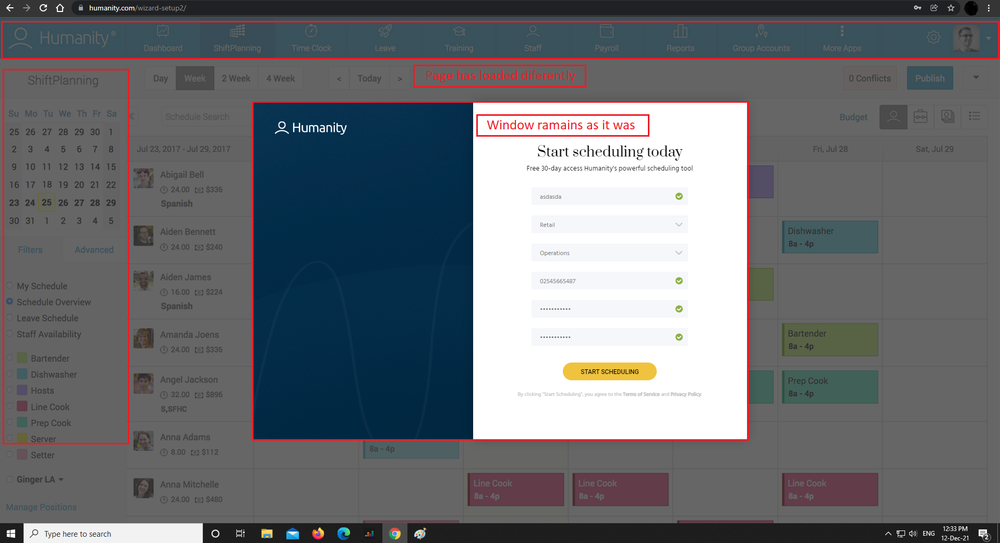 humanity.com/wizard-setup2/
Humanity®
Dashboard
ShiftPlanning
Time Clock
Leave
Training
Staff
Payroll
Reports
Group Accounts
More Apps
ShiftPlanning
Day
Week
2 Week
4 Week
<
Today
>
Page has loaded diferently
0 Conflicts
Publish
Su Mo Tu We Th Fr Sa
25 26 27 28 29 30 1
2 3 4 5 6 7 8
9 10 11 12 13 14 15
16 17 18 19 20 21 22
23 24 25 26 27 28 29
30 31 1 2 3 4 5
Filters
Advanced
My Schedule
Schedule Overview
Leave Schedule
Staff Availability
Bartender
Dishwasher
Hosts
Line Cook
Prep Cook
Server
Setter
Ginger LA
Manage Positions
Schedule Search
Budget
Jul 23, 2017 - Jul 29, 2017
Fri, Jul 28
Sat, Jul 29
Abigail Bell
24.00 $336
Spanish
Aiden Bennett
24.00 $240
Aiden James
16.00 $224
Spanish
Amanda Joens
24.00 $336
Angel Jackson
32.00 $896
S,SFHC
Anna Adams
8.00 $112
Anna Mitchelle
24.00 $480
Humanity
Window ramains as it was
Start scheduling today
Free 30-day access Humanity's powerful scheduling tool
asdasda
Retail
Operations
02545665487
•••••••••••
•••••••••••
START SCHEDULING
By clicking "Start Scheduling", you agree to the Terms of Service and Privacy Policy.
Dishwasher
8a - 4p
Bartender
8a - 4p
Prep Cook
8a - 4p
8a - 4p
Line Cook
8a - 4p
Line Cook
8a - 4p
Line Cook
8a - 4p
Type here to search
ENG
12:33 PM
12-Dec-21
2